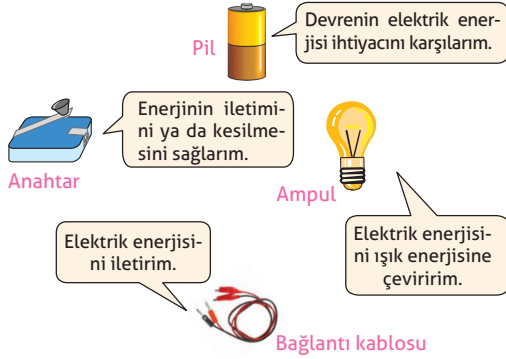 Pil
Devrenin elektrik ener-
jisi ihtiyacını karşılarım.
Anahtar
Enerjinin iletimi-
ni ya da kesilme-
sini sağlarım.
Ampul
Elektrik enerjisi-
ni ışık enerjisine
çeviririm.
Elektrik enerjisi-
ni iletirim.
Bağlantı kablosu